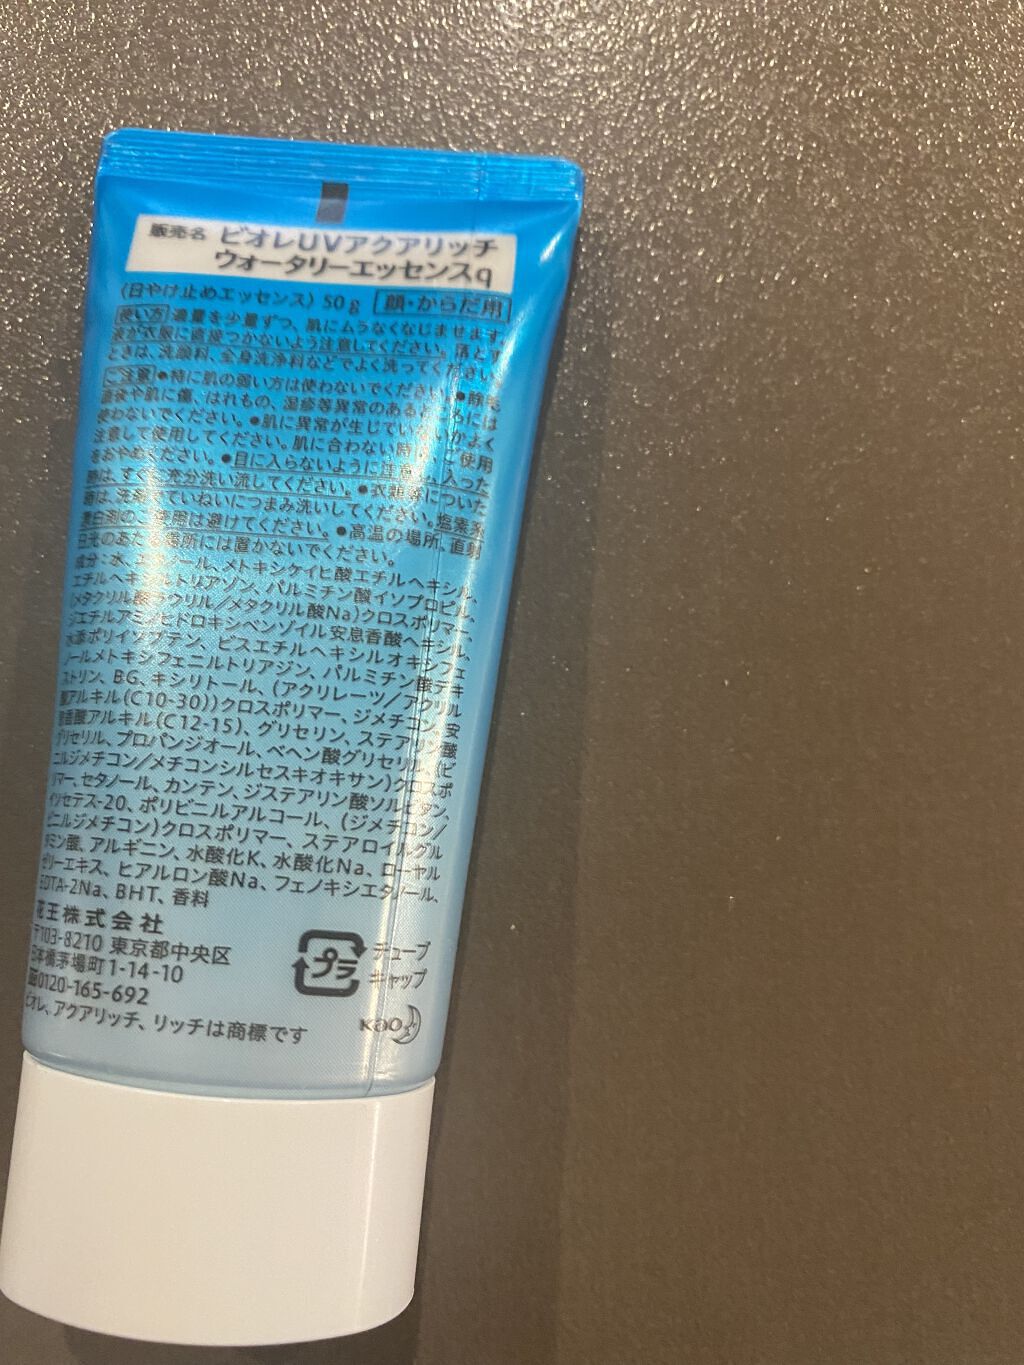 販売名 ビオレUVアクアリッチ
ウォータリーエッセンスq
(日やけ止めエッセンス) 50g 顔・からだ用
使い方 適量を少量ずつ、肌にムラなくなじませます。
液が衣服に直接つかないよう注意してください。落とす
ときは、洗顔料、全身洗浄料などでよく洗ってください。
ご注意 ●特に肌の弱い方は使わないでください。●除毛
直後や肌に傷、はれもの、湿疹等異常のあるところには
使わないでください。●肌に異常が生じていないかよく
注意して使用してください。肌に合わない時は、ご使用
をおやめください。●目に入らないように注意し、入った
時は、すぐに充分洗い流してください。●衣類等についた
時は、洗剤でていねいにつまみ洗いしてください。塩素系
漂白剤のご使用は避けてください。●高温の場所、直射
日光のあたる場所には置かないでください。
成分:水、エタノール、メトキシケイヒ酸エチルヘキシル、
エチルヘキシルトリアゾン、パルミチン酸イソプロピル、
(メタクリル酸ラウリル/メタクリル酸Na)クロスポリマー、
ジエチルアミノヒドロキシベンゾイル安息香酸ヘキシル、
水添ポリイソブテン、ビスエチルヘキシルオキシフェ
ノールメトキシフェニルトリアジン、パルミチン酸デキ
ストリン、BG、キシリトール、(アクリレーツ/アクリル
酸アルキル(C10-30))クロスポリマー、ジメチコン、安
息香酸アルキル(C12-15)、グリセリン、ステアリン酸
グリセリル、プロパンジオール、ベヘン酸グリセリル、(ビ
ニルジメチコン/メチコンシルセスキオキサン)クロスポ
リマー、セタノール、カンテン、ジステアリン酸ソルビタン、
イソセテス-20、ポリビニルアルコール、(ジメチコン/
ビニルジメチコン)クロスポリマー、ステアロイルグル
タミン酸、アルギニン、水酸化K、水酸化Na、ローヤル
ゼリーエキス、ヒアルロン酸Na、フェノキシエタノール、
EDTA-2Na、BHT、香料
花王株式会社
〒103-8210 東京都中央区
日本橋茅場町1-14-10
0120-165-692
ビオレ、アクアリッチ、リッチは商標です
プラ
チューブ
キャップ
Kao